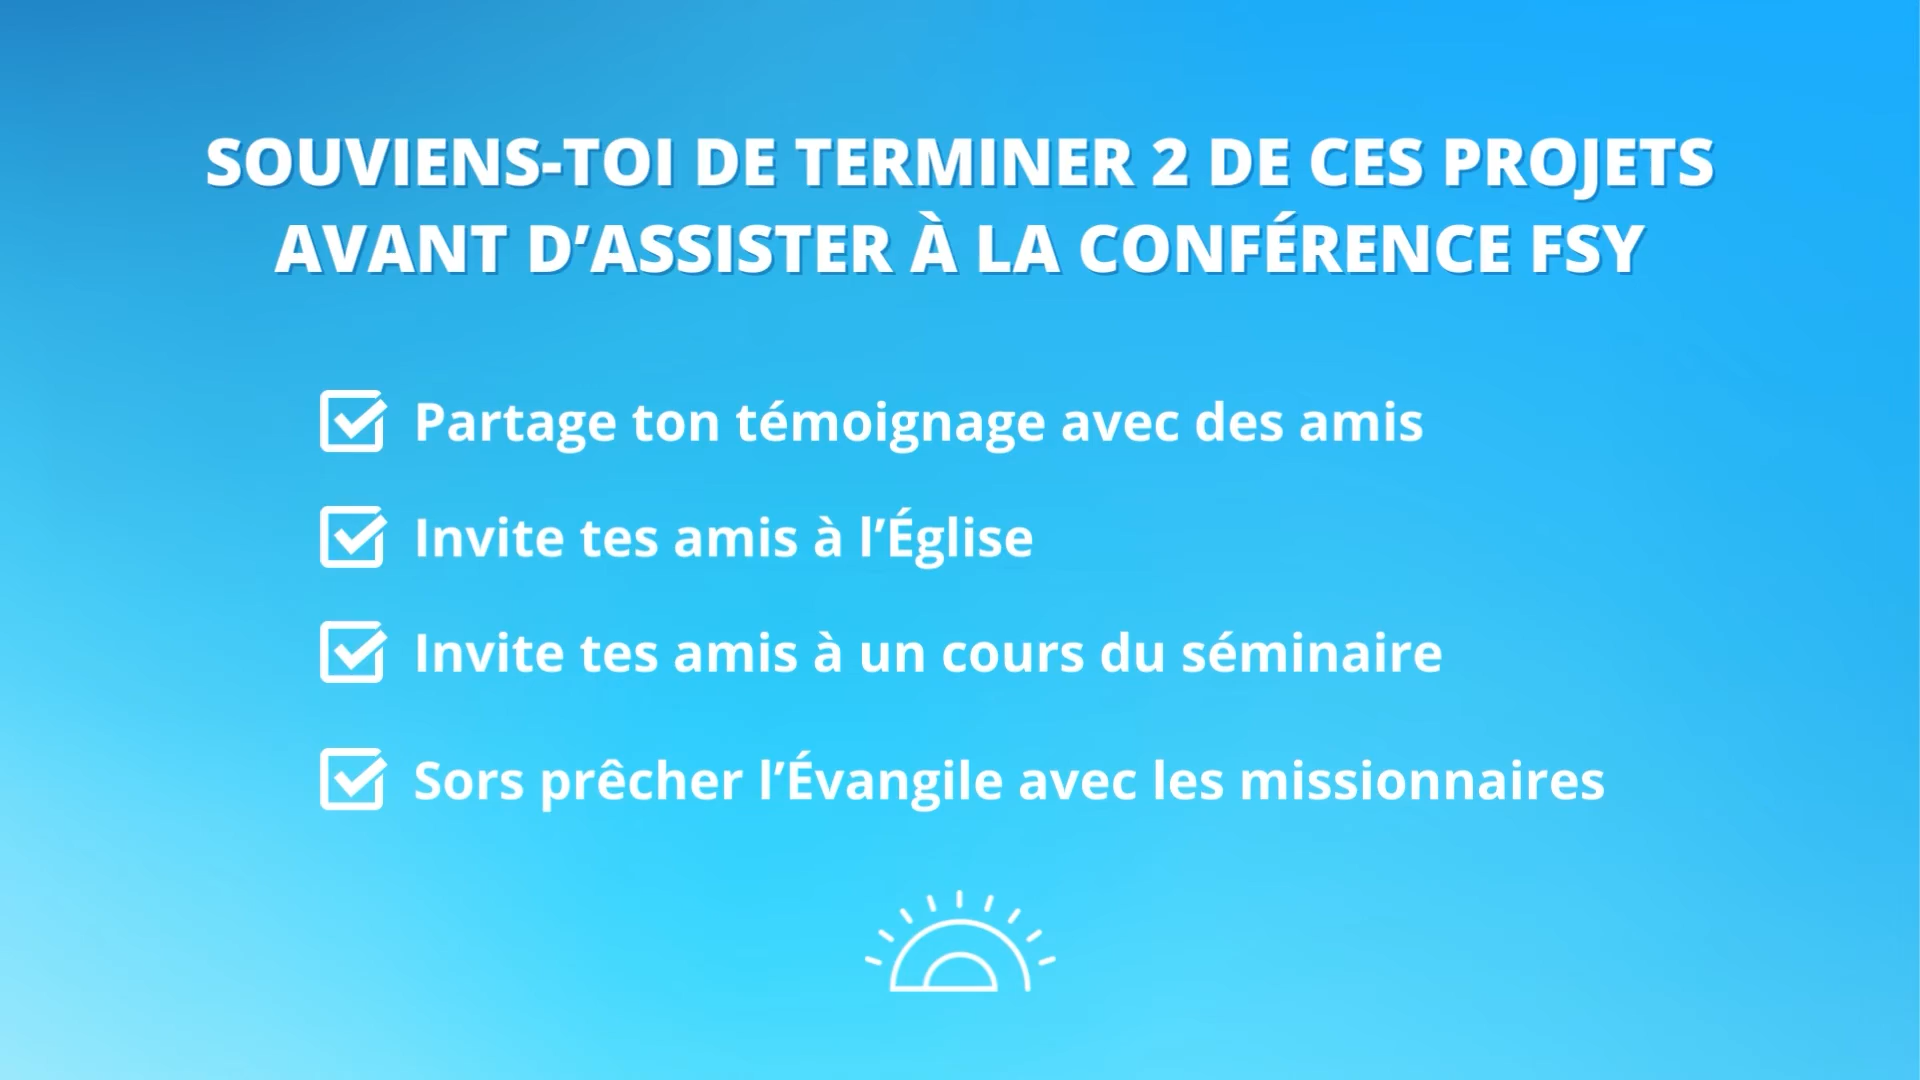 SOUVIENS-TOI DE TERMINER 2 DE CES PROJETS
AVANT D’ASSISTER À LA CONFÉRENCE FSY
Partage ton témoignage avec des amis
Invite tes amis à l’Église
Invite tes amis à un cours du séminaire
Sors prêcher l’Évangile avec les missionnaires